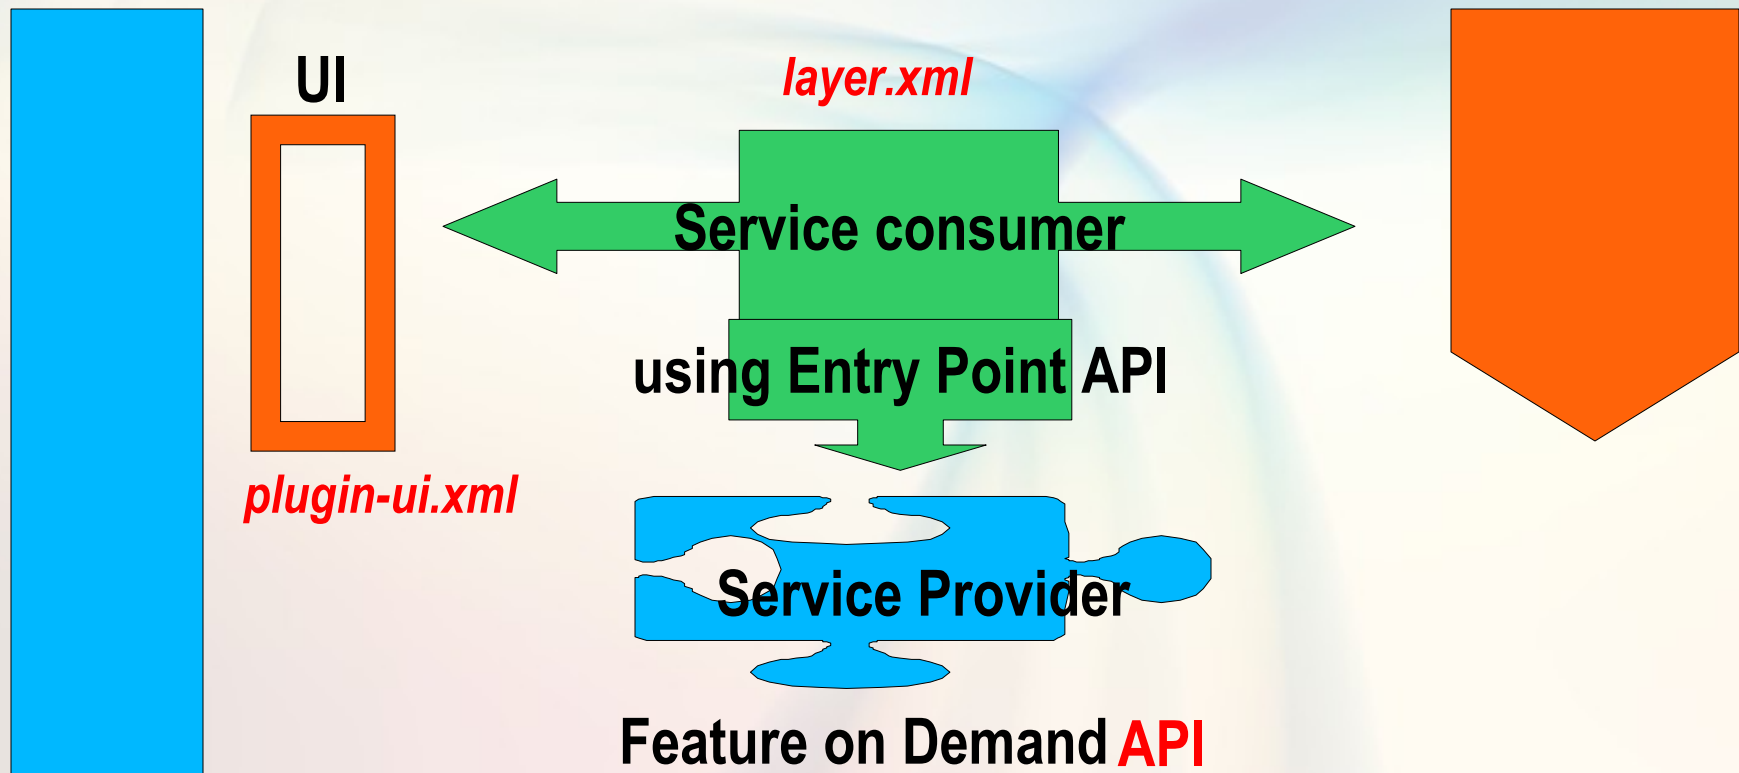 UI
layer.xml
Service consumer
using Entry Point API
plugin-ui.xml
Service Provider
Feature on Demand API